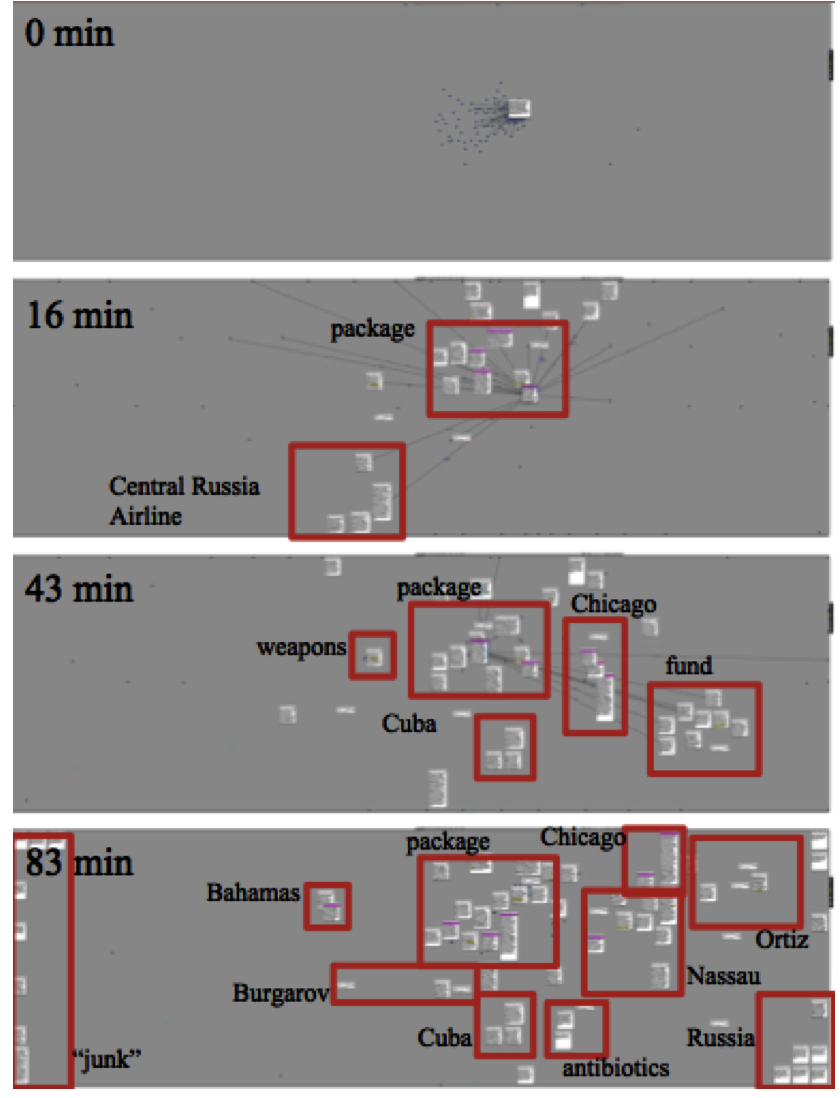 0 min
16 min
package
Central Russia
Airline
43 min
package
Chicago
weapons
fund
Cuba
83 min
package
Chicago
Bahamas
Ortiz
Burgarov
Nassau
Cuba
Russia
"junk"
antibiotics